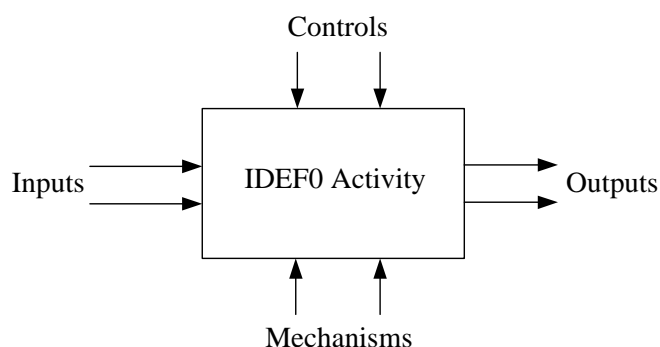 Controls
Inputs
IDEF0 Activity
Outputs
Mechanisms